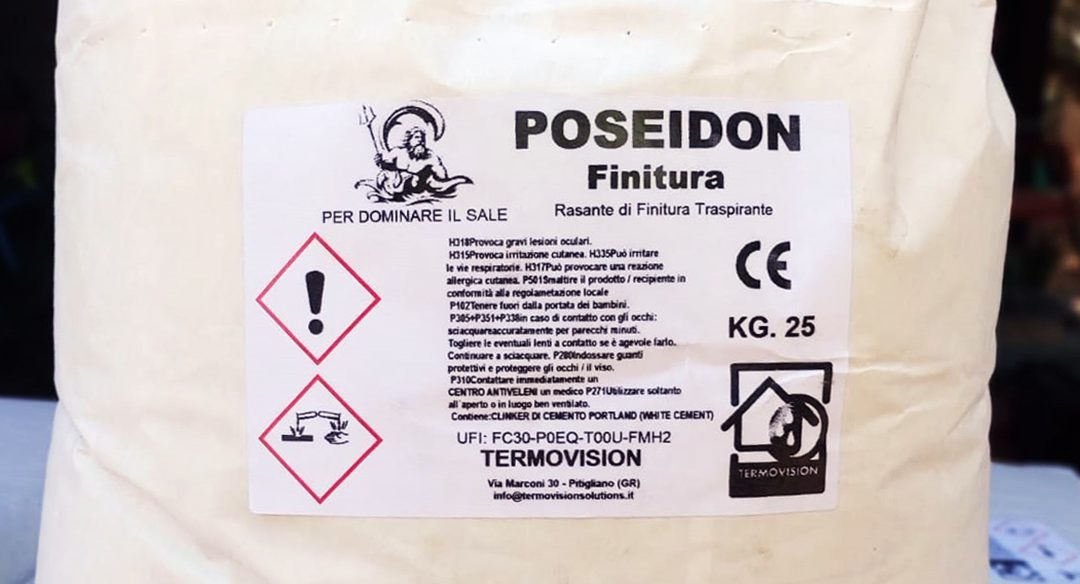 POSEIDON
Finitura
PER DOMINARE IL SALE
Rasante di Finitura Traspirante
H318Provoca gravi lesioni oculari.
H315Provoca irritazione cutanea. H335Può irritare
le vie respiratorie. H317Può provocare una reazione
allergica cutanea. P501Smaltire il prodotto / recipiente in
conformità alla regolametazione locale
P102Tenere fuori dalla portata dei bambini.
P305+P351+P338in caso di contatto con gli occhi:
sciacquareaccuratamente per parecchi minuti.
Togliere le eventuali lenti a contatto se è agevole farlo.
Continuare a sciacquare. P280Indossare guanti
protettivi e proteggere gli occhi / il viso.
P310Contattare immediatamente un
CENTRO ANTIVELENI un medico P271Utilizzare soltanto
all'aperto o in luogo ben ventilato.
Contiene:CLINKER DI CEMENTO PORTLAND (WHITE CEMENT)
CE
KG. 25
UFI: FC30-P0EQ-T00U-FMH2
TERMOVISION
Via Marconi 30 - Pitigliano (GR)
info@termovisionsolutions.it
TERMOVISION